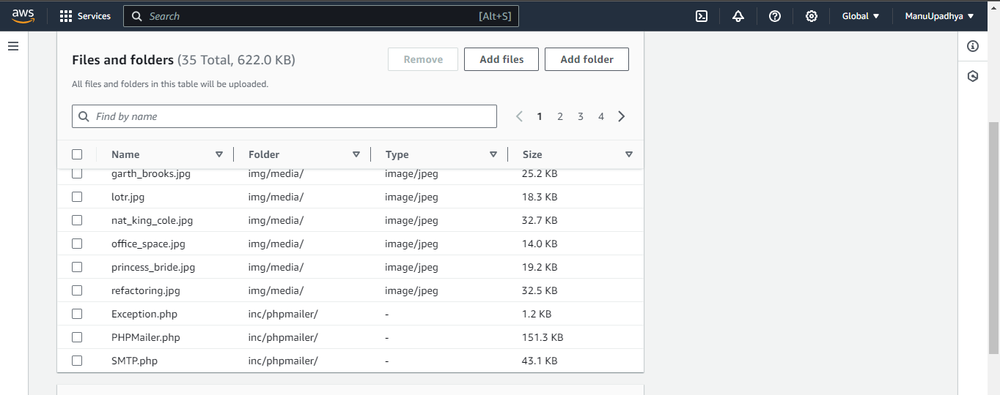 aws Services Search [Alt+S] Global ManuUpadhya
Files and folders (35 Total, 622.0 KB) Remove Add files Add folder
All files and folders in this table will be uploaded.
Find by name 1 2 3 4
Name Folder Type Size
garth_brooks.jpg img/media/ image/jpeg 25.2 KB
lotr.jpg img/media/ image/jpeg 18.3 KB
nat_king_cole.jpg img/media/ image/jpeg 32.7 KB
office_space.jpg img/media/ image/jpeg 14.0 KB
princess_bride.jpg img/media/ image/jpeg 19.2 KB
refactoring.jpg img/media/ image/jpeg 32.5 KB
Exception.php inc/phpmailer/ - 1.2 KB
PHPMailer.php inc/phpmailer/ - 151.3 KB
SMTP.php inc/phpmailer/ - 43.1 KB